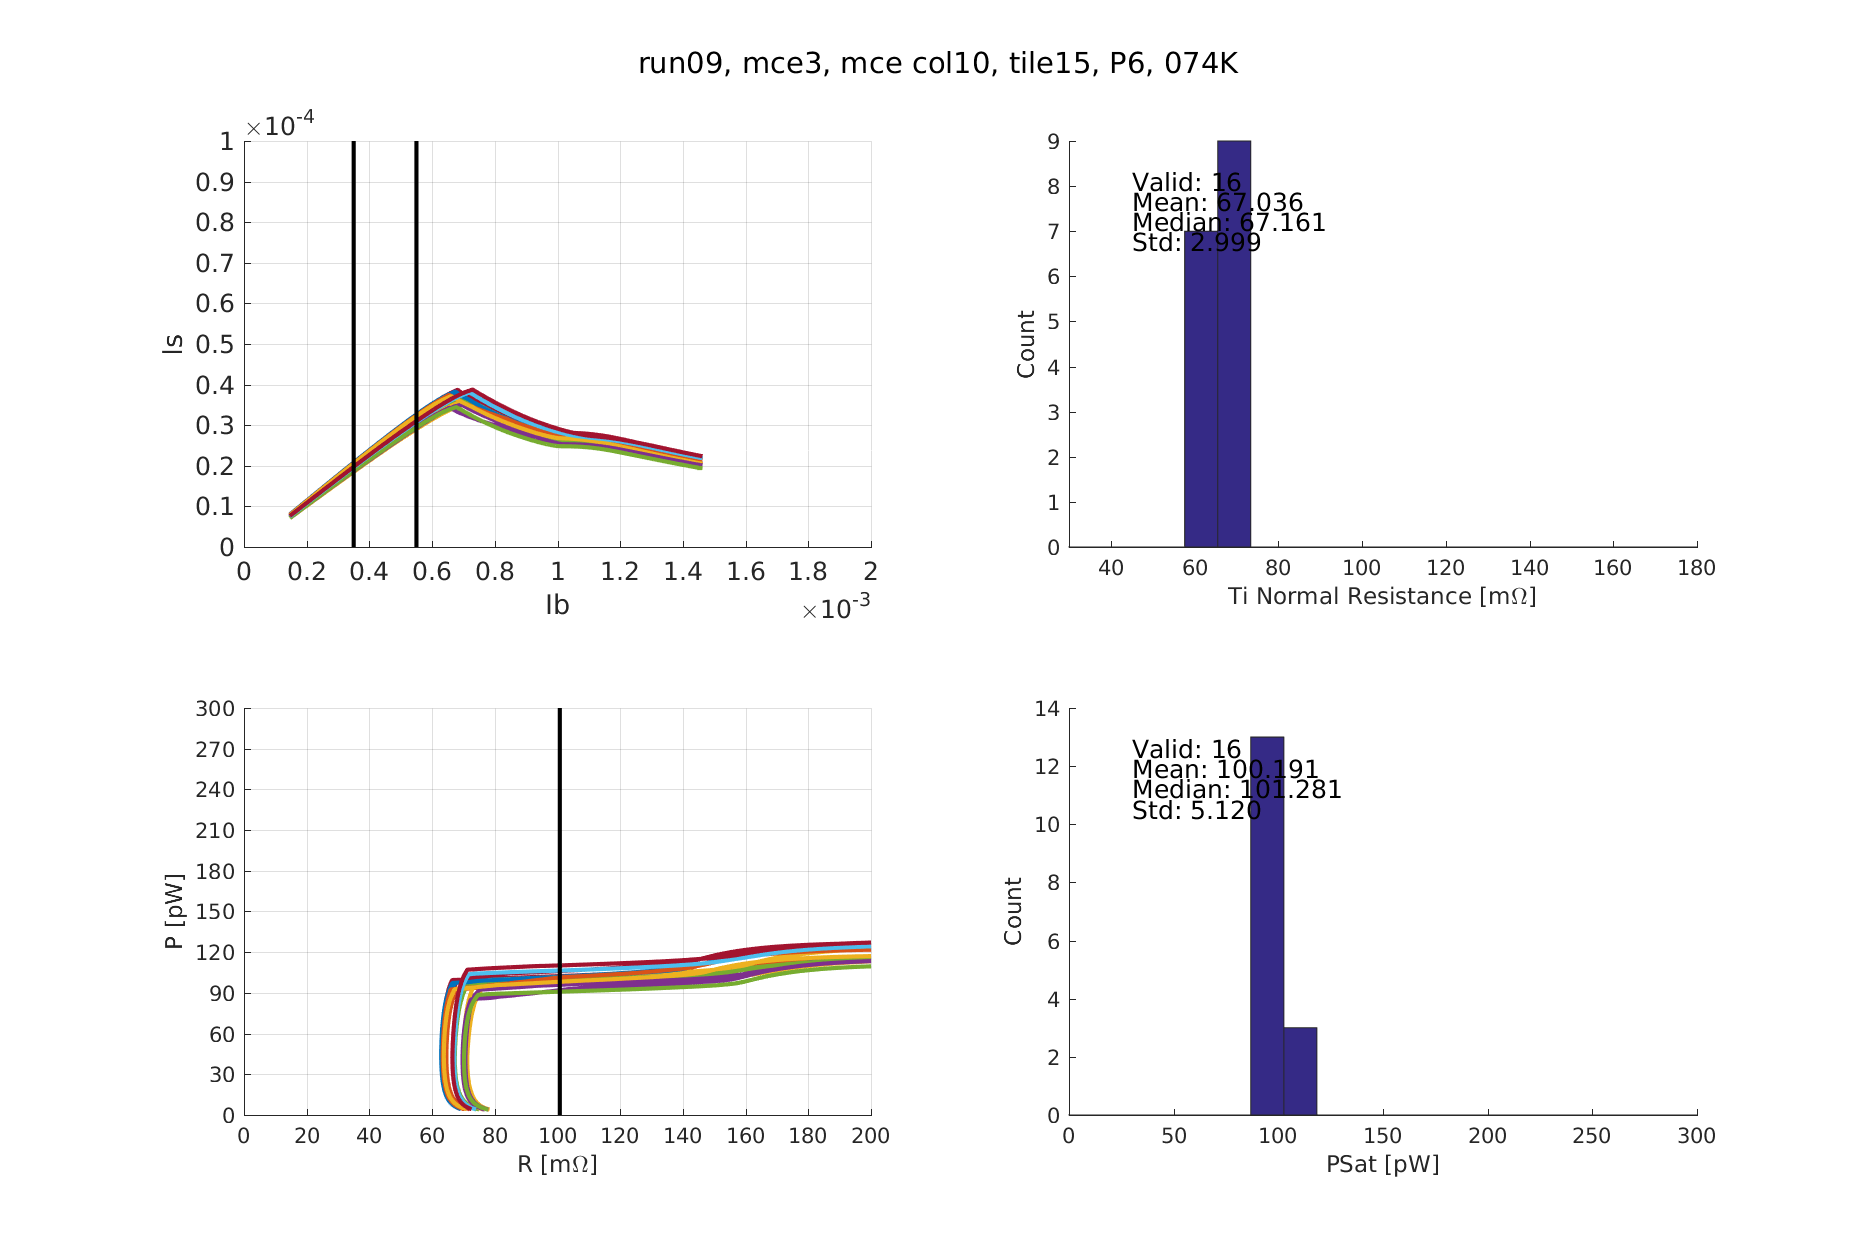 run09, mce3, mce col10, tile15, P6, 074K
×10-4
1
0.9
0.8
0.7
0.6
0.5
0.4
0.3
0.2
0.1
0
Is
0 0.2 0.4 0.6 0.8 1 1.2 1.4 1.6 1.8 2
Ib
×10-3
9
8
7
6
5
4
3
2
1
0
Count
Valid: 16
Mean: 67.036
Median: 67.161
Std: 2.999
40 60 80 100 120 140 160 180
Ti Normal Resistance [mΩ]
300
270
240
210
180
150
120
90
60
30
0
P [pW]
0 20 40 60 80 100 120 140 160 180 200
R [mΩ]
14
12
10
8
6
4
2
0
Count
Valid: 16
Mean: 100.191
Median: 101.281
Std: 5.120
0 50 100 150 200 250 300
PSat [pW]